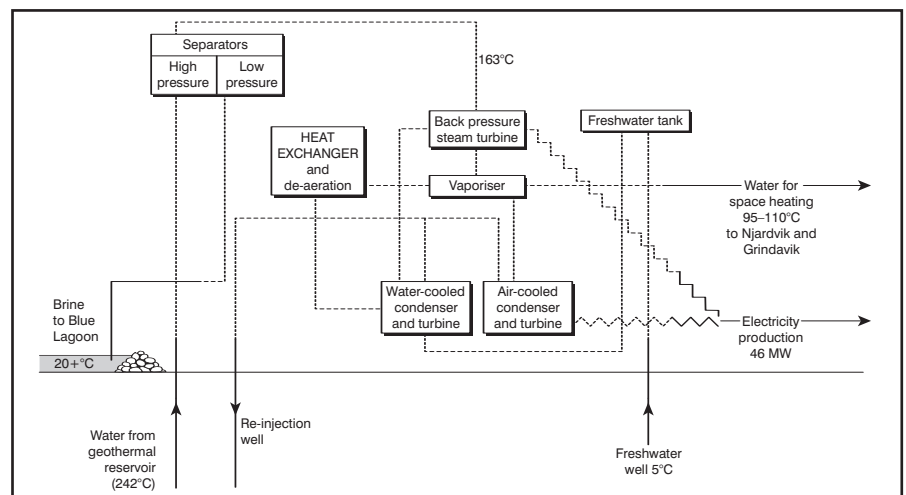 Separators
High
pressure
Low
pressure
163°C
Back pressure
steam turbine
Freshwater tank
HEAT
EXCHANGER
and
de-aeration
Vaporiser
Water for
space heating
95–110°C
to Njardvik and
Grindavik
Water-cooled
condenser
and turbine
Air-cooled
condenser
and turbine
Brine
to Blue
Lagoon
Electricity
production
46 MW
20+°C
Re-injection
well
Water from
geothermal
reservoir
(242°C)
Freshwater
well 5°C